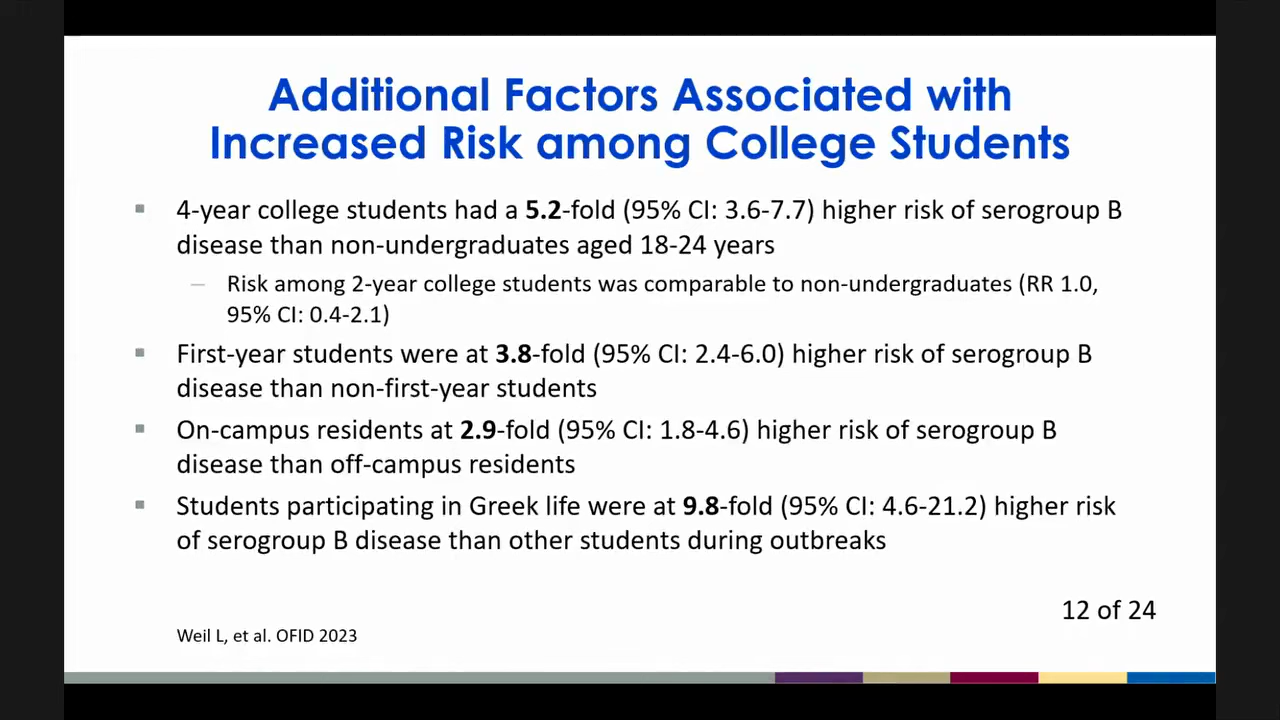 Additional Factors Associated with
Increased Risk among College Students
▪ 4-year college students had a 5.2-fold (95% CI: 3.6-7.7) higher risk of serogroup B
disease than non-undergraduates aged 18-24 years
– Risk among 2-year college students was comparable to non-undergraduates (RR 1.0,
95% CI: 0.4-2.1)
▪ First-year students were at 3.8-fold (95% CI: 2.4-6.0) higher risk of serogroup B
disease than non-first-year students
▪ On-campus residents at 2.9-fold (95% CI: 1.8-4.6) higher risk of serogroup B
disease than off-campus residents
▪ Students participating in Greek life were at 9.8-fold (95% CI: 4.6-21.2) higher risk
of serogroup B disease than other students during outbreaks
12 of 24
Weil L, et al. OFID 2023